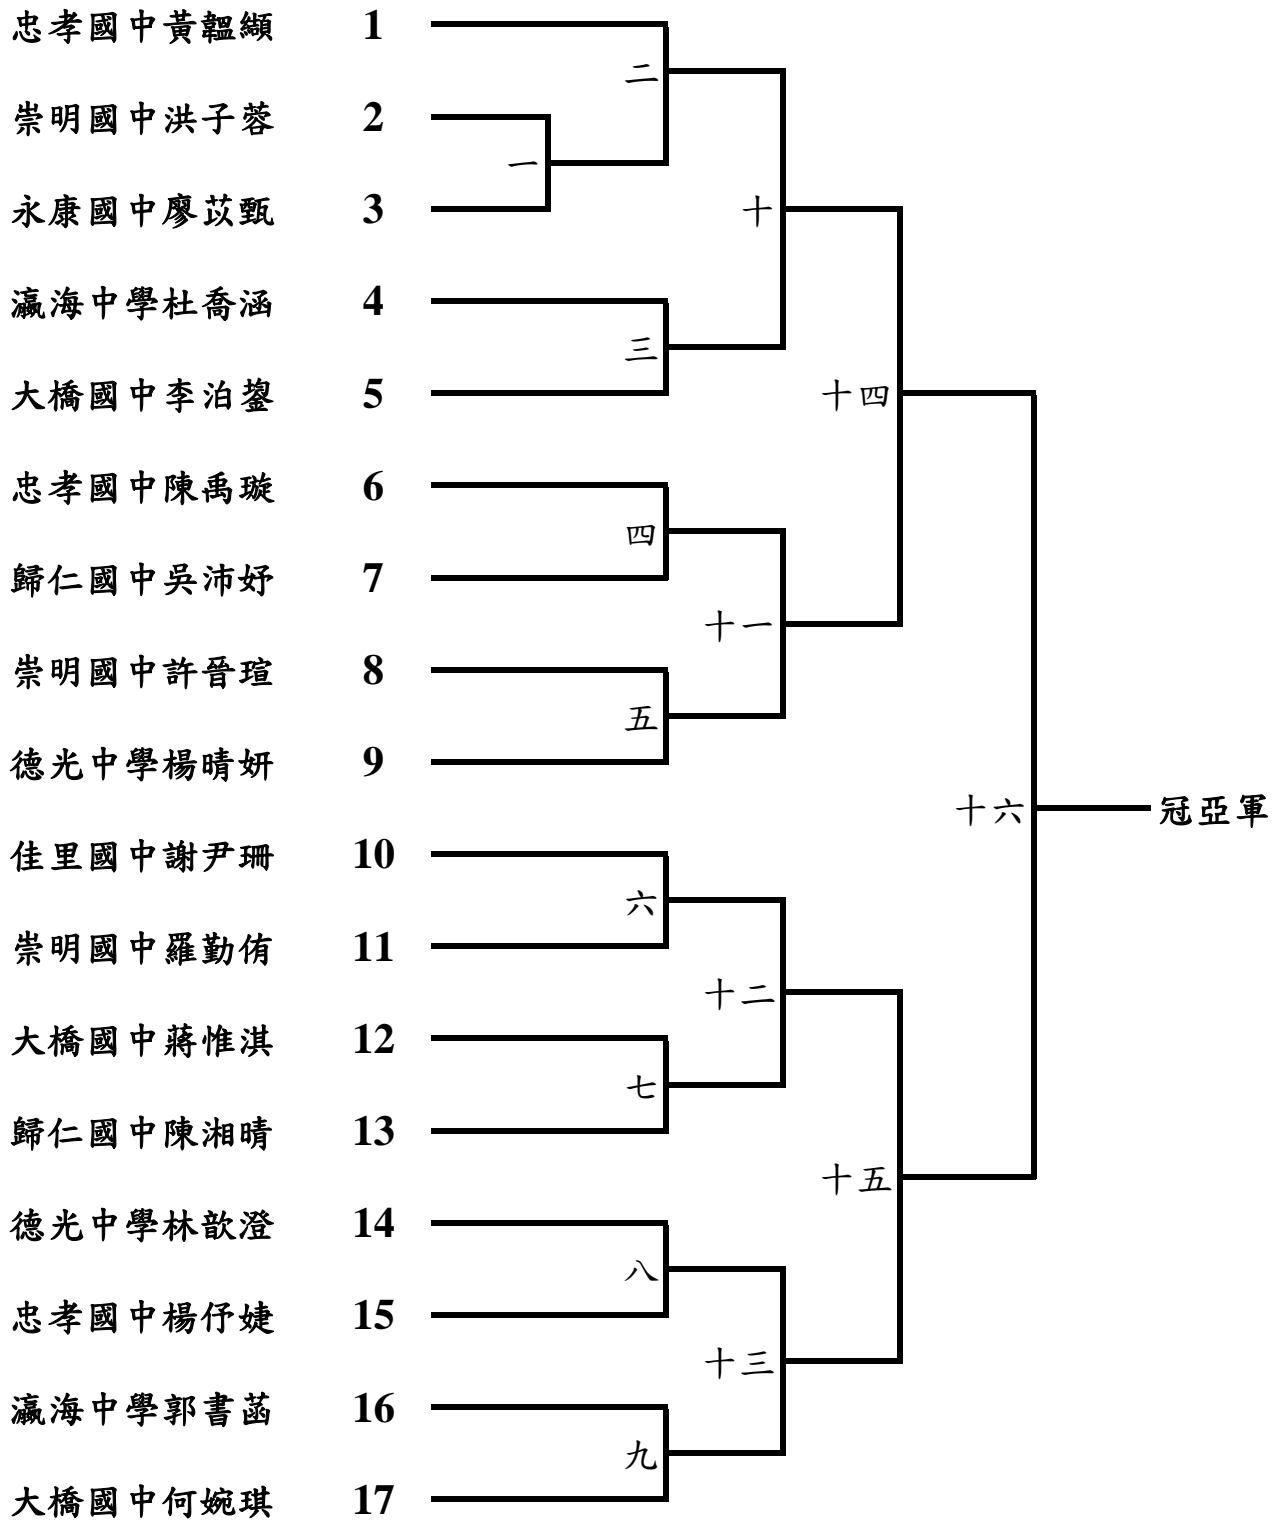 忠孝國中黃韞纈 1
二
崇明國中洪子蓉 2
一
永康國中廖苡甄 3
十
瀛海中學杜喬涵 4
三
大橋國中李泊鋆 5
十四
忠孝國中陳禹璇 6
四
歸仁國中吳沛妤 7
十一
崇明國中許晉瑄 8
五
德光中學楊晴妍 9
十六 冠亞軍
佳里國中謝尹珊 10
六
崇明國中羅勤侑 11
十二
大橋國中蔣惟淇 12
七
歸仁國中陳湘晴 13
十五
德光中學林歆澄 14
八
忠孝國中楊伃婕 15
十三
瀛海中學郭書菡 16
九
大橋國中何婉琪 17